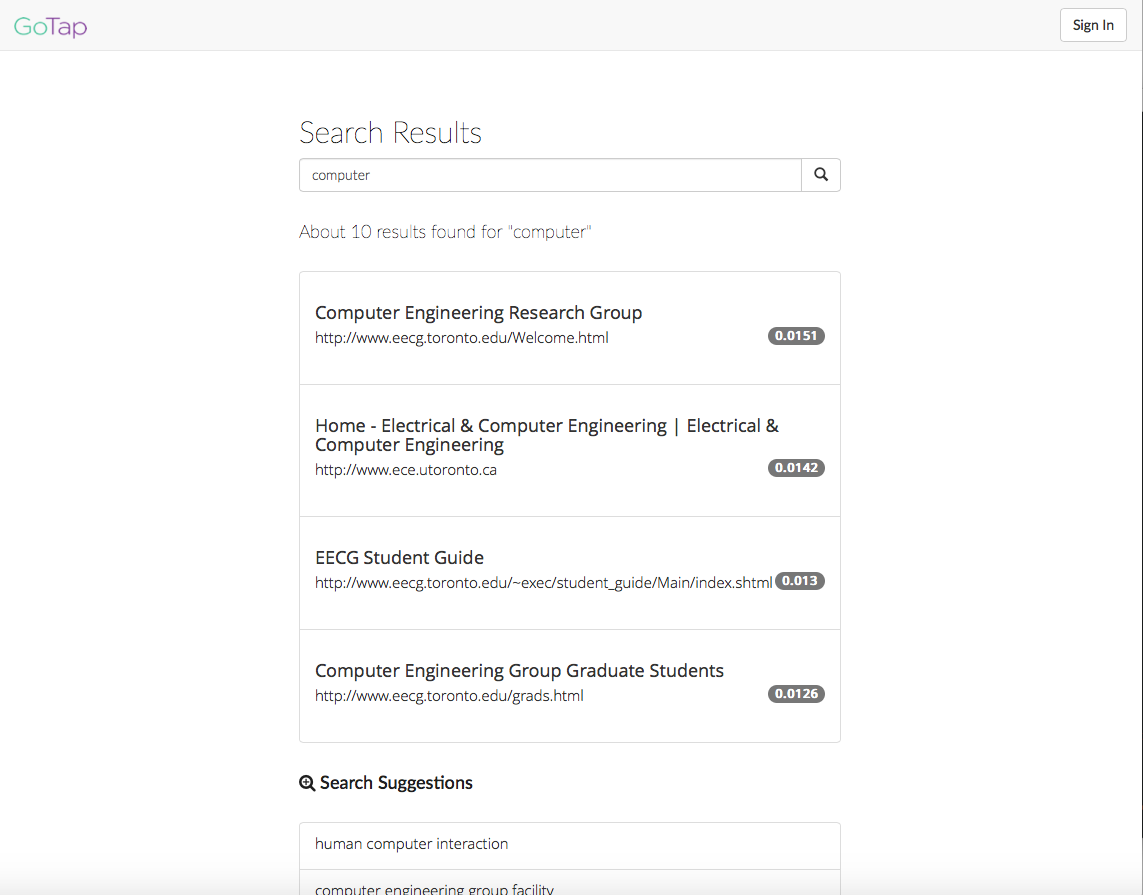 GoTap
Sign In
Search Results
computer
About 10 results found for "computer"
Computer Engineering Research Group
http://www.eecg.toronto.edu/Welcome.html
0.0151
Home - Electrical & Computer Engineering | Electrical &
Computer Engineering
http://www.ece.utoronto.ca
0.0142
EECG Student Guide
http://www.eecg.toronto.edu/~exec/student_guide/Main/index.shtml
0.013
Computer Engineering Group Graduate Students
http://www.eecg.toronto.edu/grads.html
0.0126
Search Suggestions
human computer interaction
computer engineering group facility